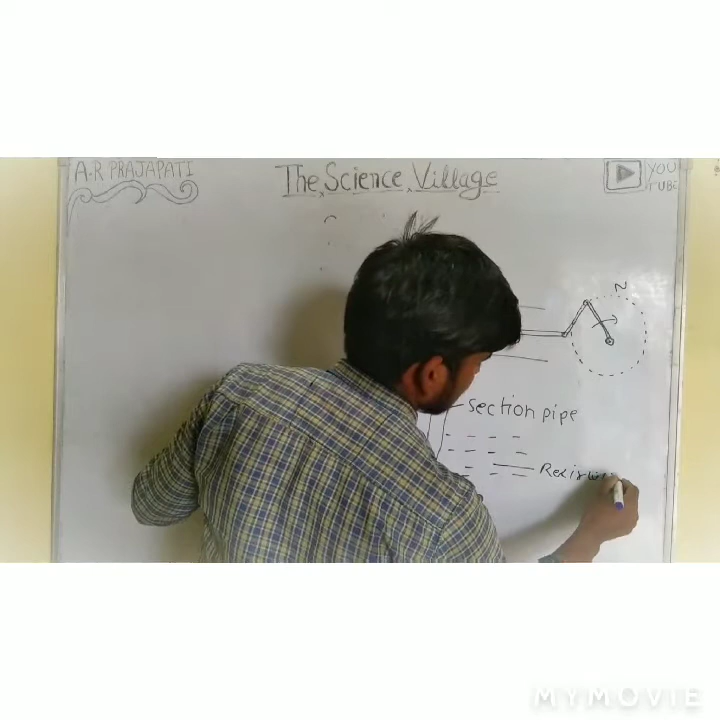 A.R PRAJAPATI
The Science Village
YOU
TUBE
N
section pipe
MYMOVIE